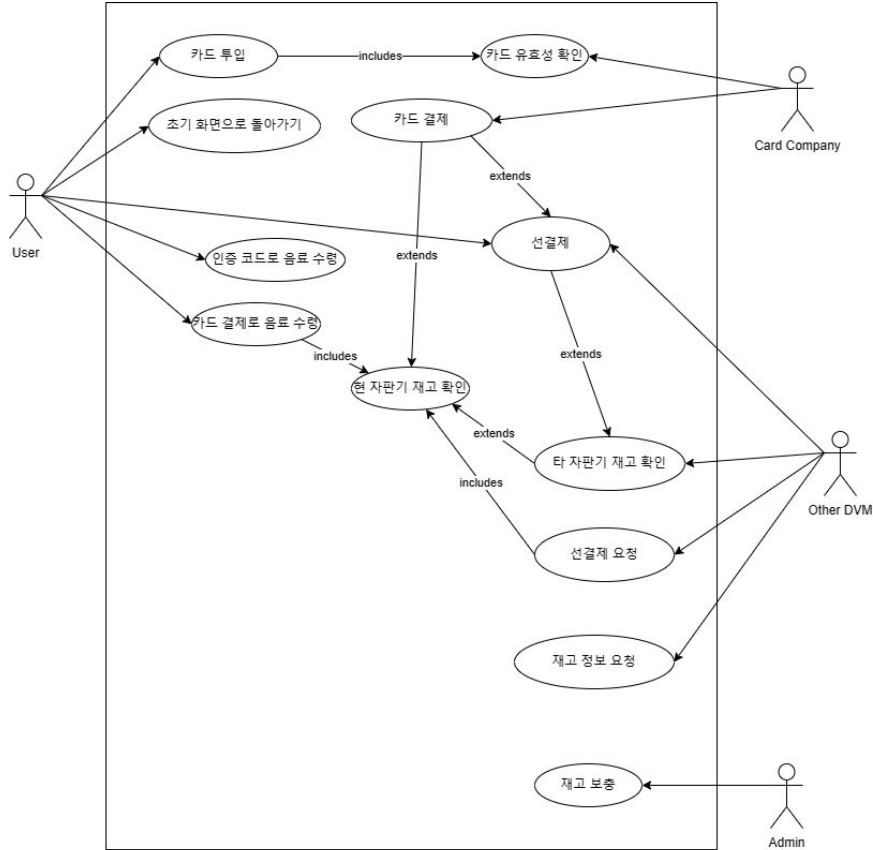 카드 투입
includes
카드 유효성 확인
Card Company
초기 화면으로 돌아가기
카드 결제
extends
User
선결제
인증 코드로 음료 수령
extends
카드 결제로 음료 수령
includes
extends
현 자판기 재고 확인
extends
타 자판기 재고 확인
includes
Other DVM
선결제 요청
재고 정보 요청
재고 보충
Admin